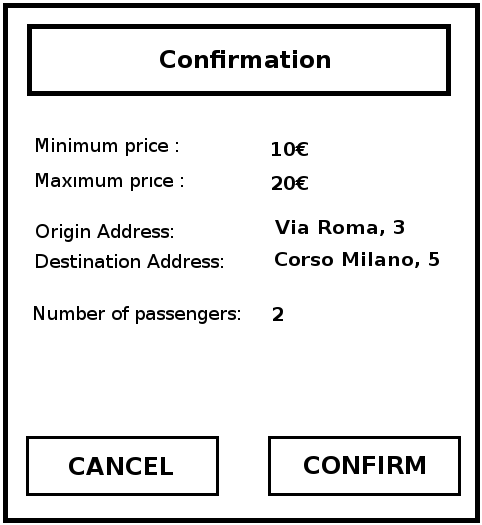 Confirmation
Minimum price : 10€
Maximum price : 20€
Origin Address: Via Roma, 3
Destination Address: Corso Milano, 5
Number of passengers: 2
CANCEL CONFIRM